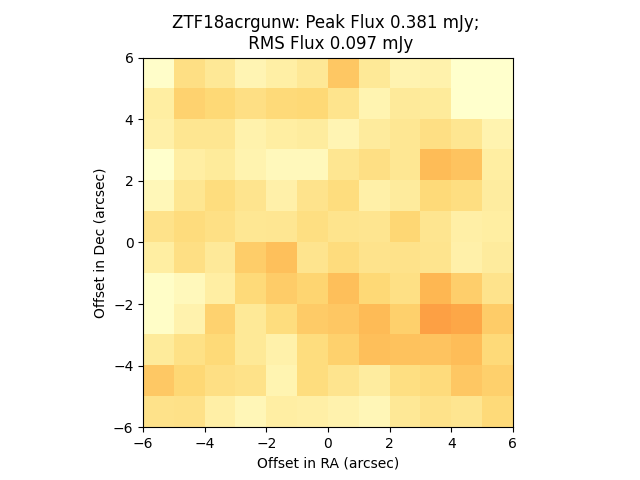 ZTF18acrgunw: Peak Flux 0.381 mJy;
RMS Flux 0.097 mJy
6
4
2
0
−2
−4
−6
Offset in Dec (arcsec)
−6 −4 −2 0 2 4 6
Offset in RA (arcsec)